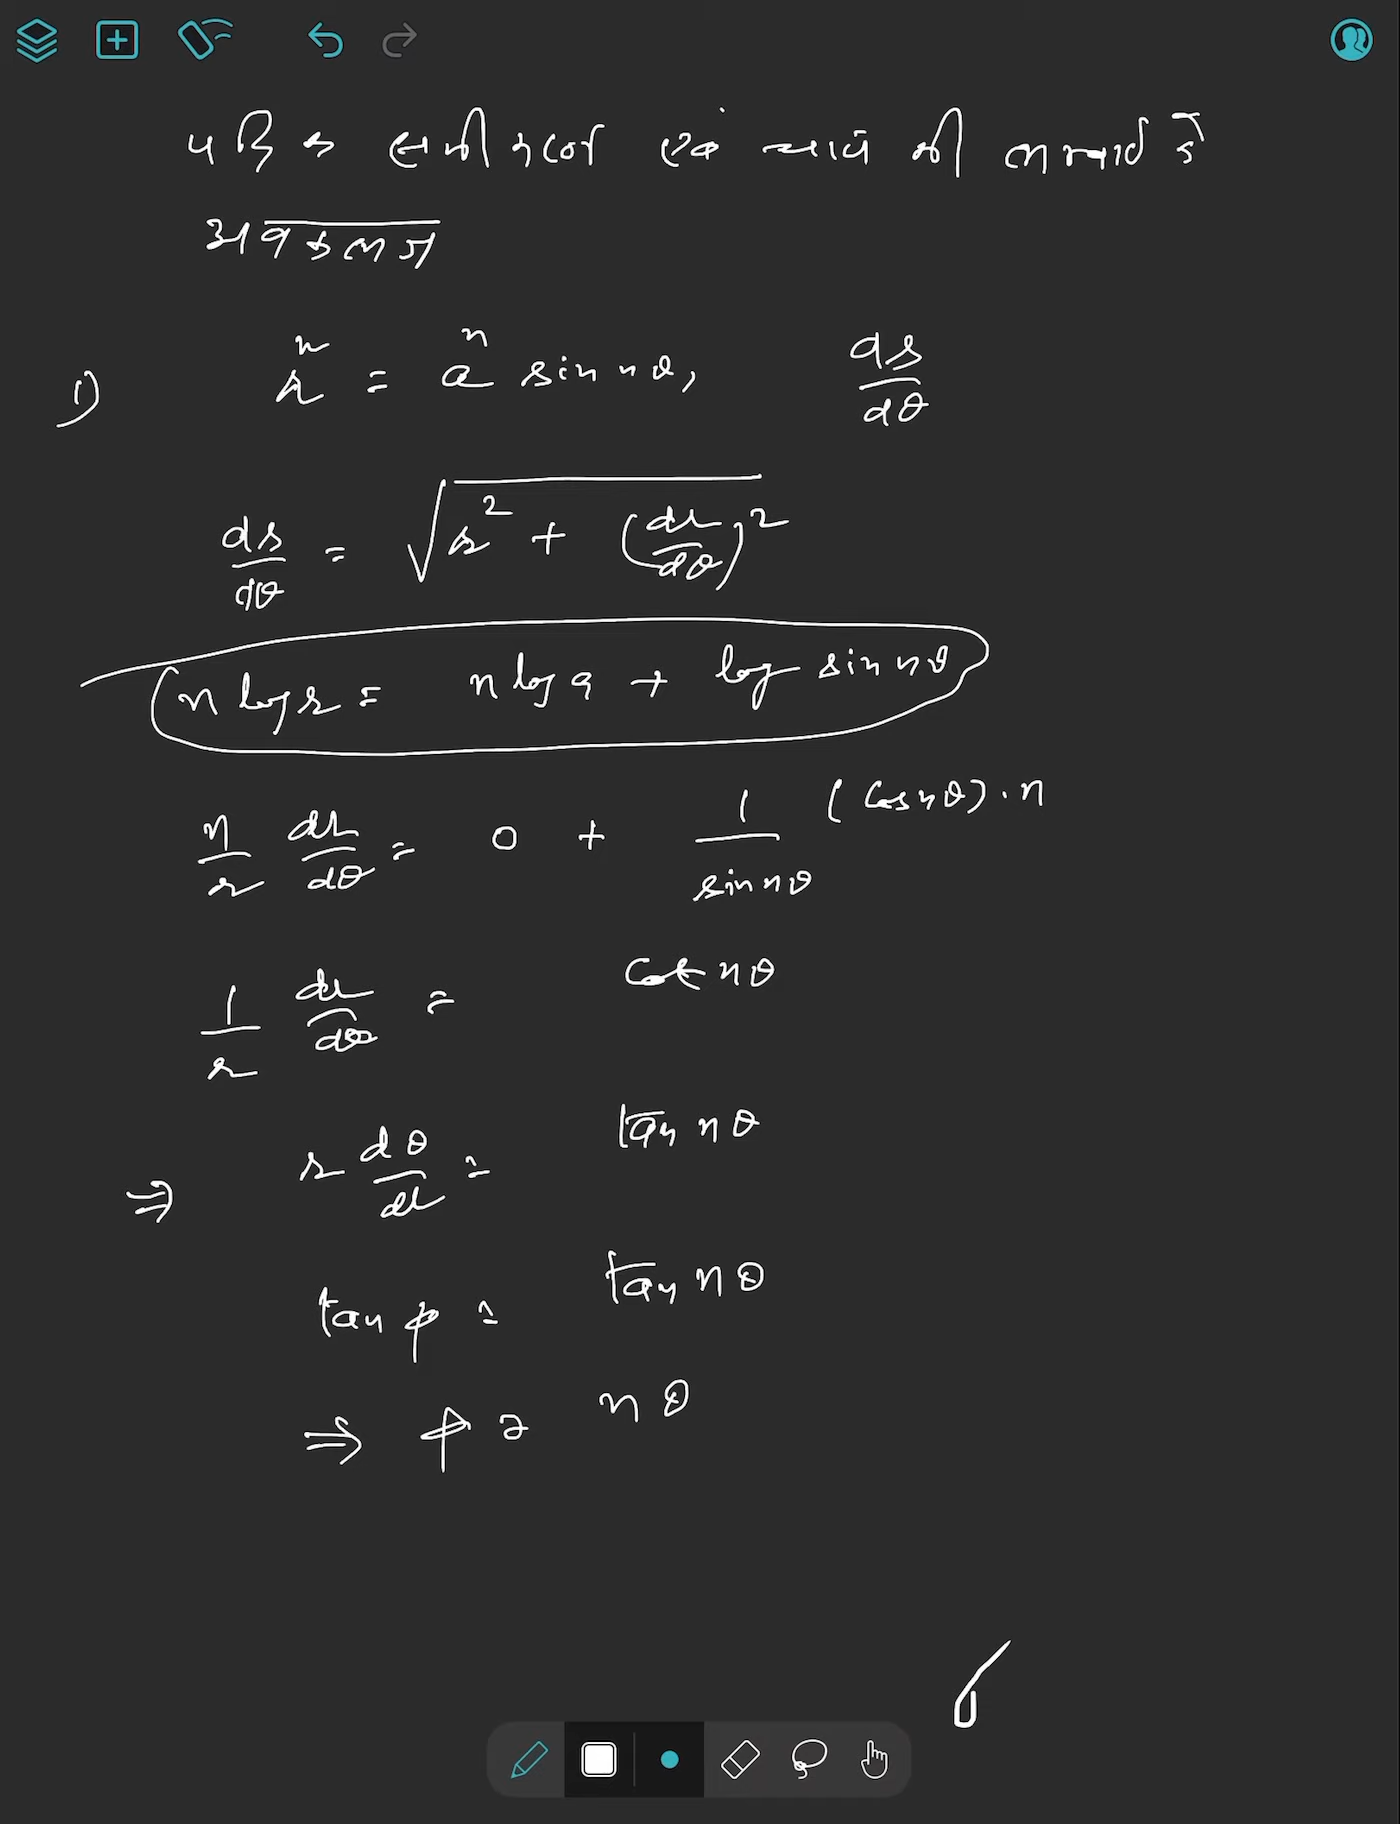 पदिक समीकरण एवं चाप की लम्बाई के
अवकलज
1) r^n = a^n sin nθ, ds/dθ
ds/dθ = √(r^2 + (dr/dθ)^2)
n log r = n log a + log sin nθ
n/r dr/dθ = 0 + 1/sin nθ (cos nθ) . n
1/r dr/dθ = cot nθ
⇒ r dθ/dr = tan nθ
tan φ = tan nθ
⇒ φ = nθ